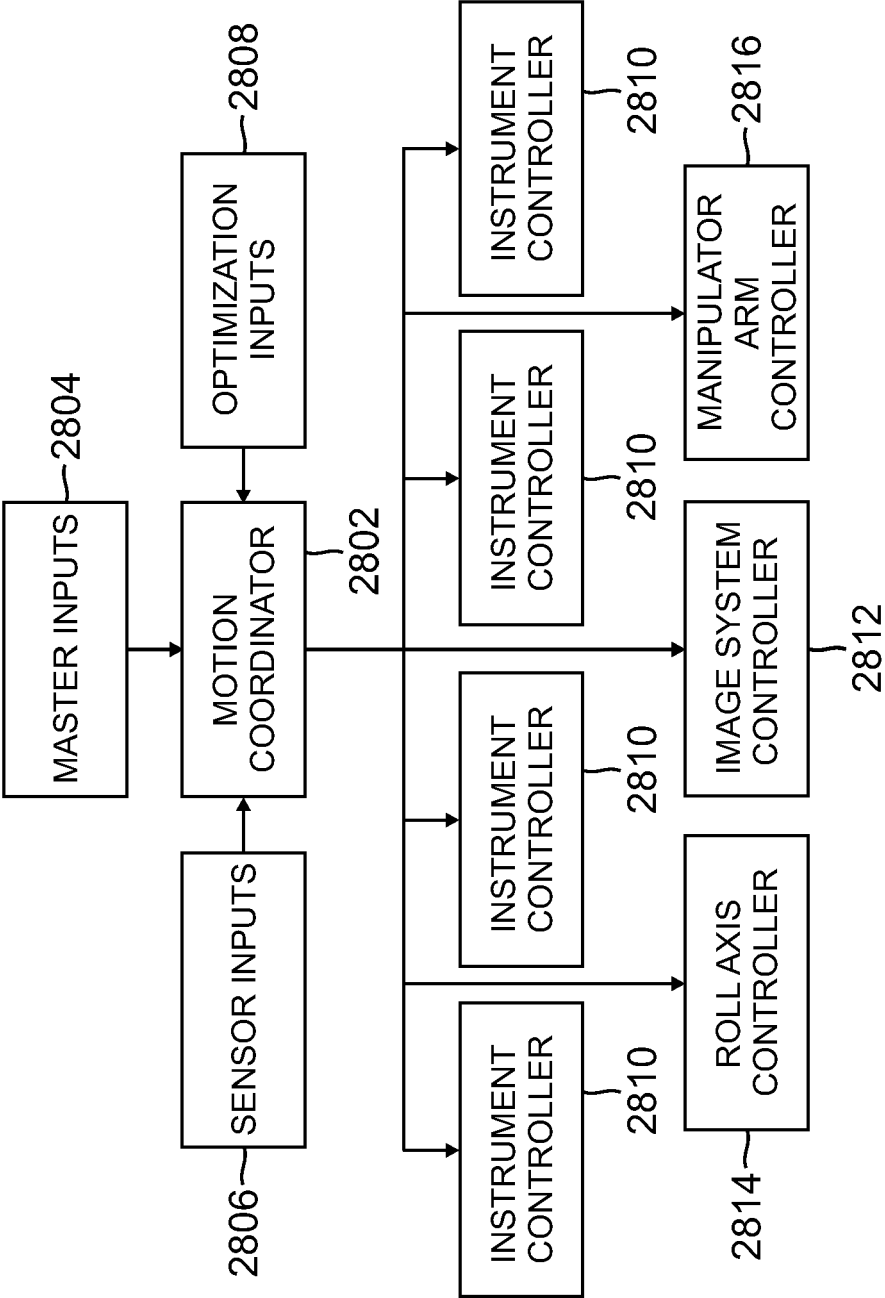 MASTER INPUTS
2804
SENSOR INPUTS
2806
MOTION
COORDINATOR
2802
OPTIMIZATION
INPUTS
2808
INSTRUMENT
CONTROLLER
2810
INSTRUMENT
CONTROLLER
2810
INSTRUMENT
CONTROLLER
2810
INSTRUMENT
CONTROLLER
2810
ROLL AXIS
CONTROLLER
2814
IMAGE SYSTEM
CONTROLLER
2812
MANIPULATOR
ARM
CONTROLLER
2816